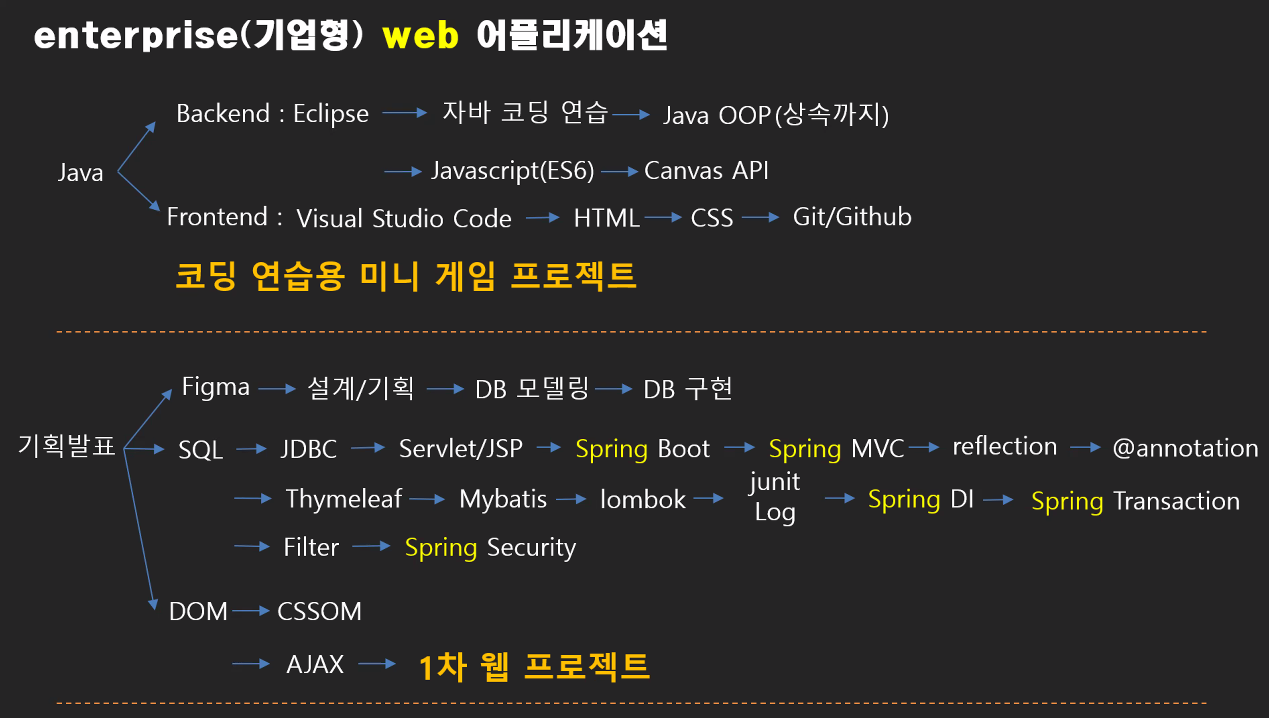 enterprise(기업형) web 어플리케이션
Backend : Eclipse 자바 코딩 연습 Java OOP(상속까지)
Java
Javascript(ES6) Canvas API
Frontend : Visual Studio Code HTML CSS Git/Github
코딩 연습용 미니 게임 프로젝트
Figma 설계/기획 DB 모델링 DB 구현
기획발표
SQL JDBC Servlet/JSP Spring Boot Spring MVC reflection @annotation
Thymeleaf Mybatis lombok junit Log Spring DI Spring Transaction
Filter Spring Security
DOM CSSOM
AJAX 1차 웹 프로젝트